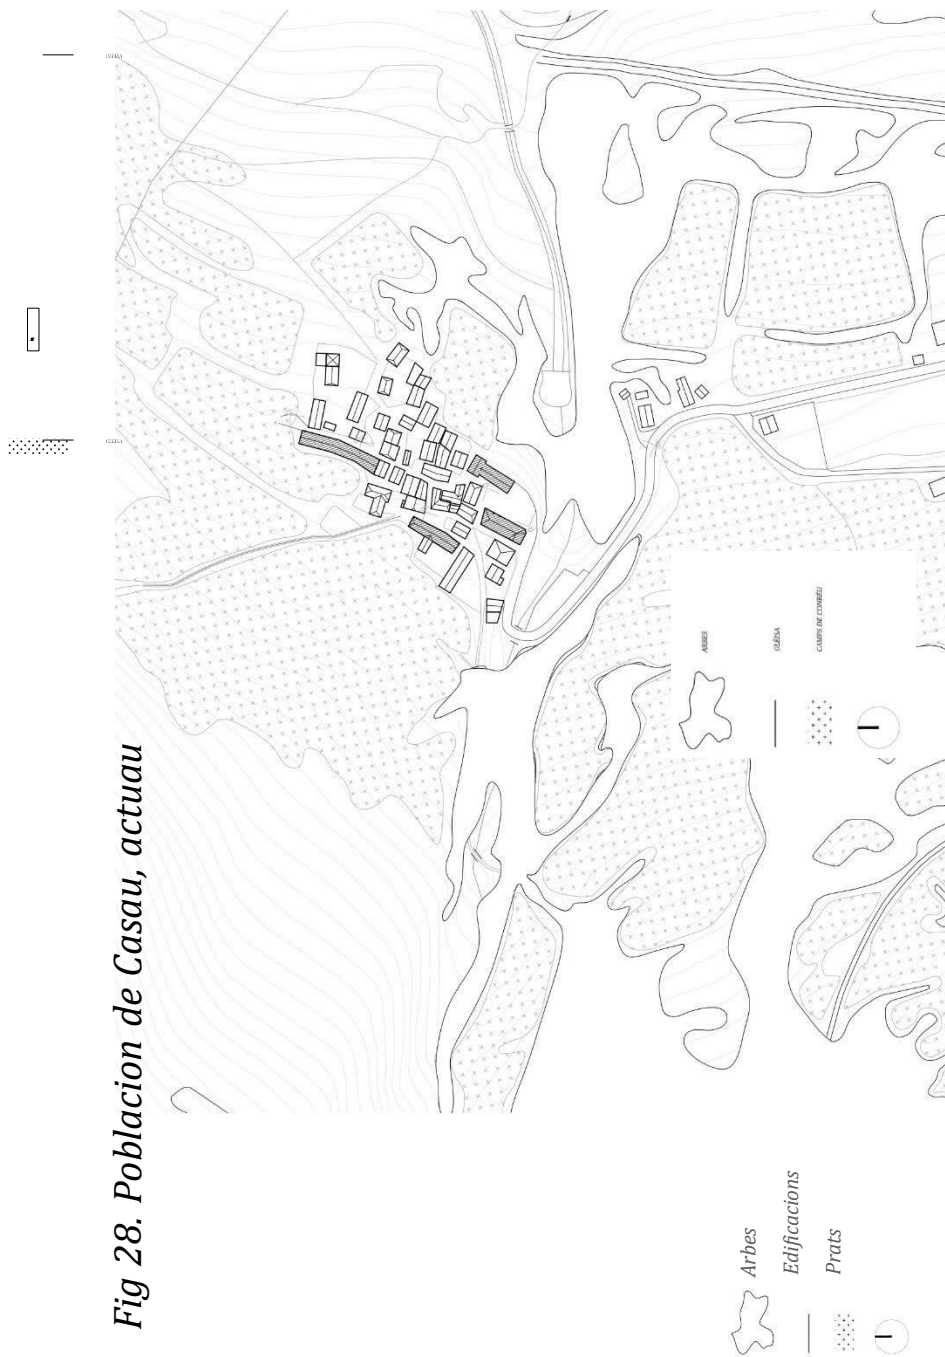 Fig 28. Poblacion de Casau, actuau
ARBES
GLÈISA
CAMPS DE CONRÈU
Arbes
Edificacions
Prats